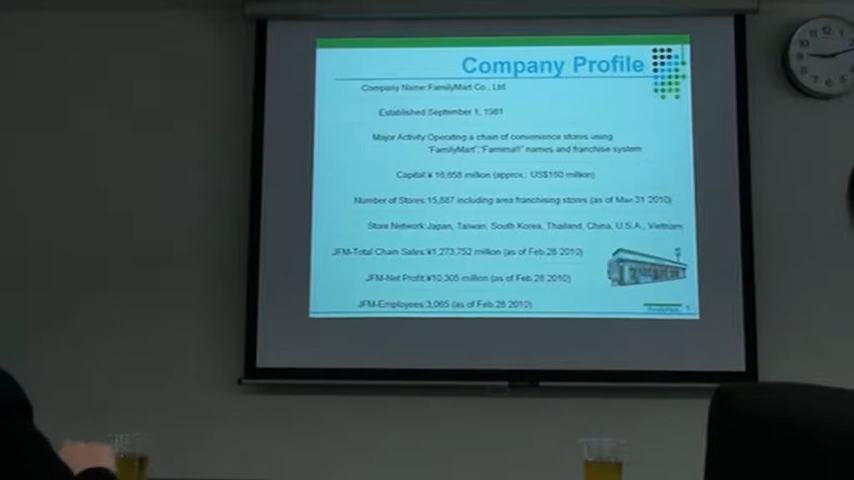 Company Profile
Company Name:FamilyMart Co., Ltd.
Established:September 1, 1981
Major Activity:Operating a chain of convenience stores using
"FamilyMart","Famima!!" names and franchise system
Capital:¥ 16,658 million (approx.: US$160 million)
Number of Stores:15,887 including area franchising stores (as of Mar.31 2010)
Store Network:Japan, Taiwan, South Korea, Thailand, China, U.S.A., Vietnam
JFM-Total Chain Sales:¥1,273,752 million (as of Feb.28 2010)
JFM-Net Profit:¥10,305 million (as of Feb.28 2010)
JFM-Employees:3,065 (as of Feb.28 2010)
FamilyMart